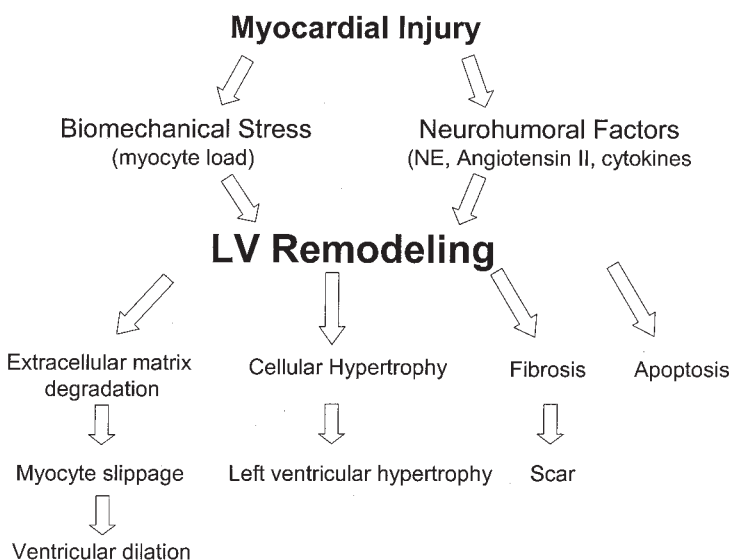 Myocardial Injury
Biomechanical Stress
(myocyte load)
Neurohumoral Factors
(NE, Angiotensin II, cytokines
LV Remodeling
Extracellular matrix
degradation
Cellular Hypertrophy
Fibrosis
Apoptosis
Myocyte slippage
Left ventricular hypertrophy
Scar
Ventricular dilation